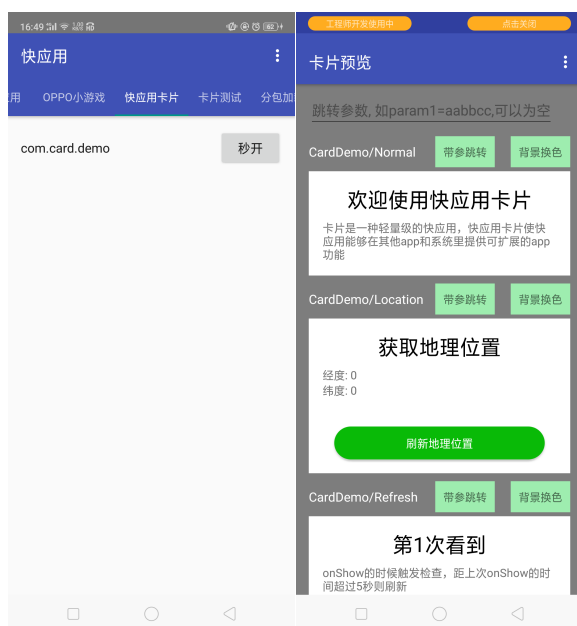 16:49
82
快应用
用 OPPO小游戏 快应用卡片 卡片测试 分包加
com.card.demo 秒开
工程师开发使用中 点击关闭
卡片预览
跳转参数, 如param1=aabbcc,可以为空
CardDemo/Normal 带参跳转 背景换色
欢迎使用快应用卡片
卡片是一种轻量级的快应用，快应用卡片使快
应用能够在其他app和系统里提供可扩展的app
功能
CardDemo/Location 带参跳转 背景换色
获取地理位置
经度: 0
纬度: 0
刷新地理位置
CardDemo/Refresh 带参跳转 背景换色
第1次看到
onShow的时候触发检查，距上次onShow的时
间超过5秒则刷新